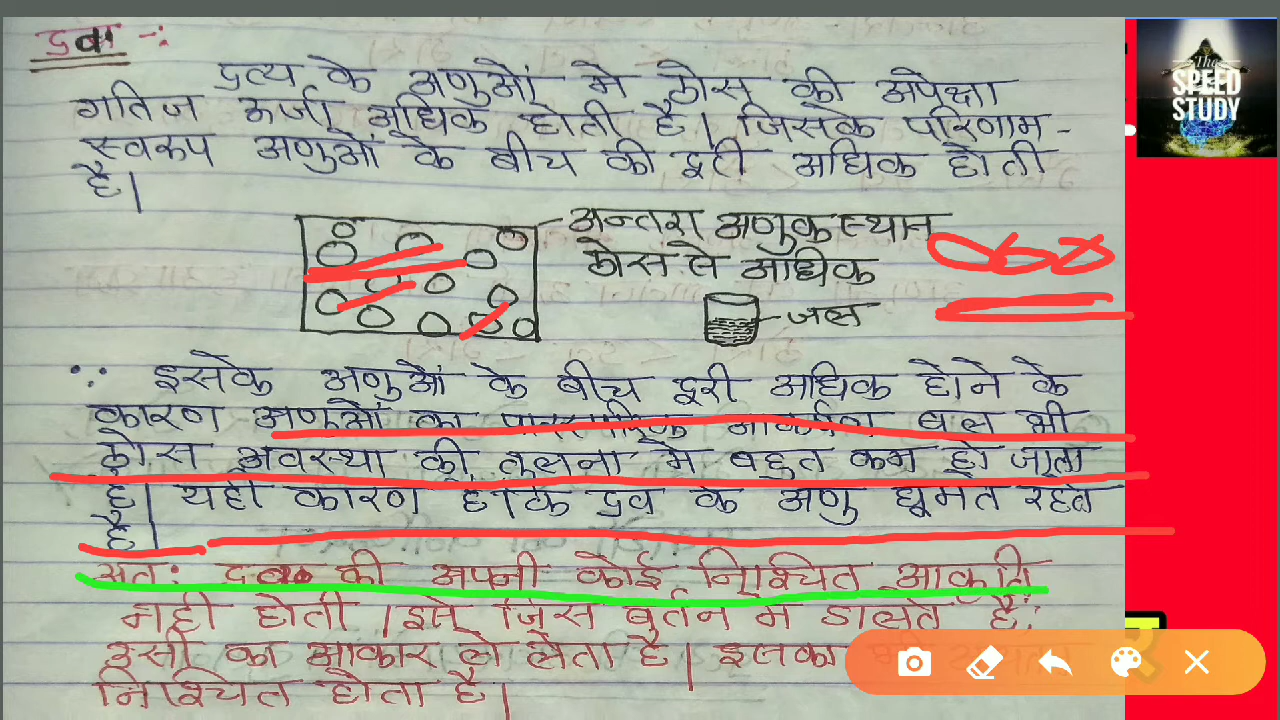 द्रव :-
द्रव्य के अणुओं मे ठोस की अपेक्षा
गतिज ऊर्जा अधिक होती है। जिसके परिणाम-
स्वरूप अणुओं के बीच की दूरी अधिक होती
है।
अन्तरा अणुक स्थान
ठोस से अधिक
जल
∵ इसके अणुओं के बीच दूरी अधिक होने के
कारण अणुओं का पारस्परिक आकर्षण बल भी
ठोस अवस्था की तुलना मे बहुत कम हो जाता
है। यही कारण है कि द्रव के अणु घूमते रहते
है।
अतः द्रव की अपनी कोई निश्चित आकृति
नही होती। इसे जिस बर्तन मे डालते हैं
उसी का आकार ले लेता है। इसका
निश्चित होता है।
The
SPEED
STUDY